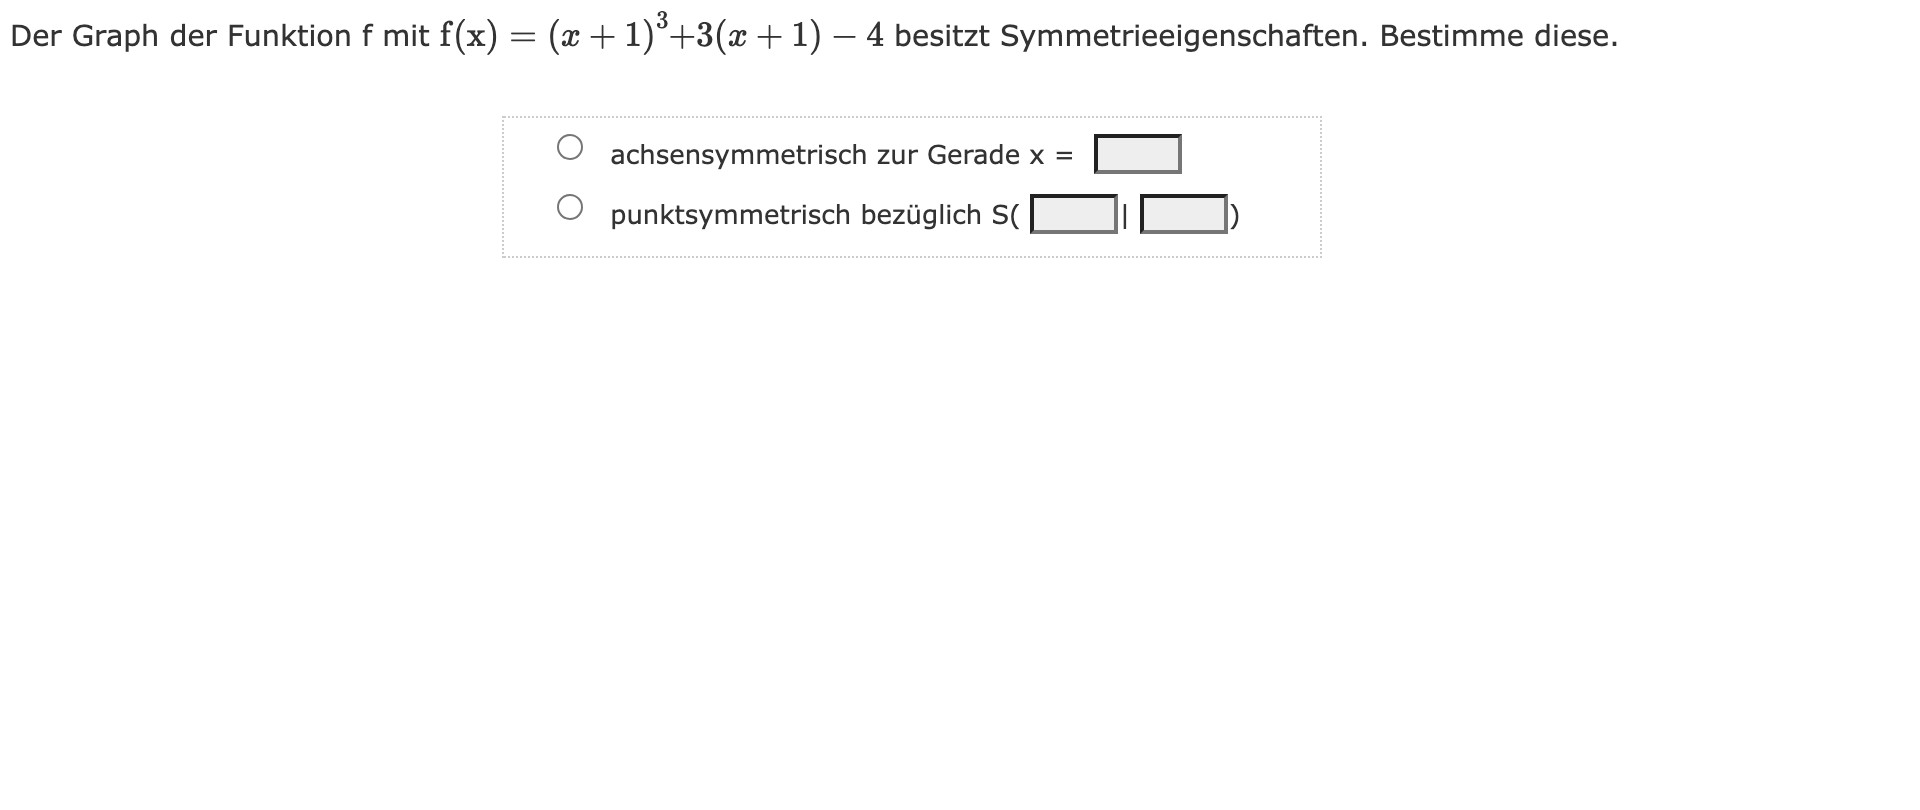 Der Graph der Funktion f mit f(x) = (x + 1)³+3(x + 1) − 4 besitzt Symmetrieeigenschaften. Bestimme diese.
achsensymmetrisch zur Gerade x =
punktsymmetrisch bezüglich S( | )